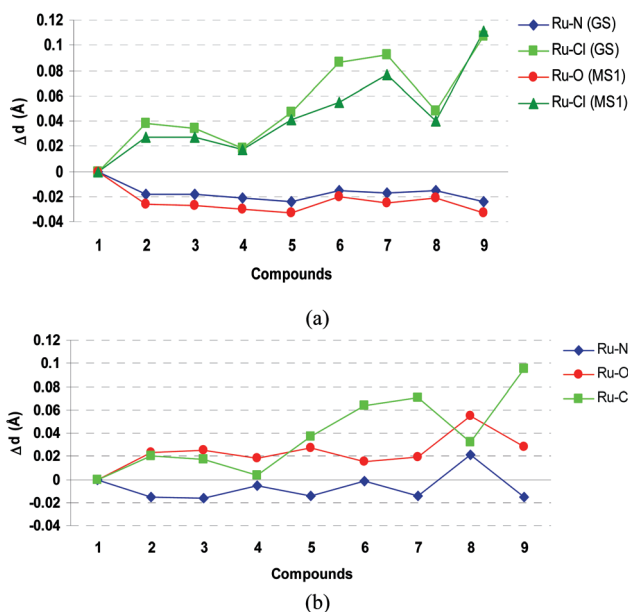 (a)
0.12
0.1
0.08
0.06
0.04
0.02
0
-0.02
-0.04
Δ d (Å)
1 2 3 4 5 6 7 8 9
Compounds
Ru-N (GS)
Ru-Cl (GS)
Ru-O (MS1)
Ru-Cl (MS1)
(a)
0.12
0.1
0.08
0.06
0.04
0.02
0
-0.02
-0.04
Δ d (Å)
1 2 3 4 5 6 7 8 9
Compounds
Ru-N
Ru-O
Ru-C
(b)